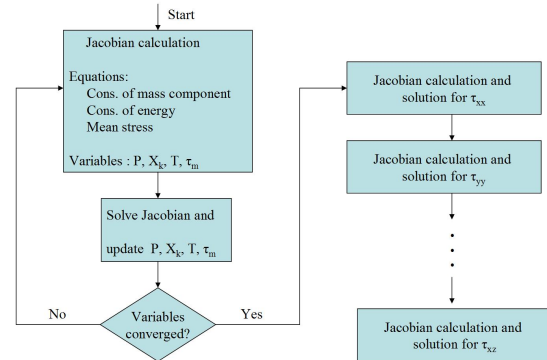 Start
Jacobian calculation
Equations:
Cons. of mass component
Cons. of energy
Mean stress
Variables : P, Xₖ, T, τₘ
Solve Jacobian and
update P, Xₖ, T, τₘ
No
Variables
converged?
Yes
Jacobian calculation and
solution for τₓₓ
Jacobian calculation and
solution for τyy
Jacobian calculation and
solution for τxz